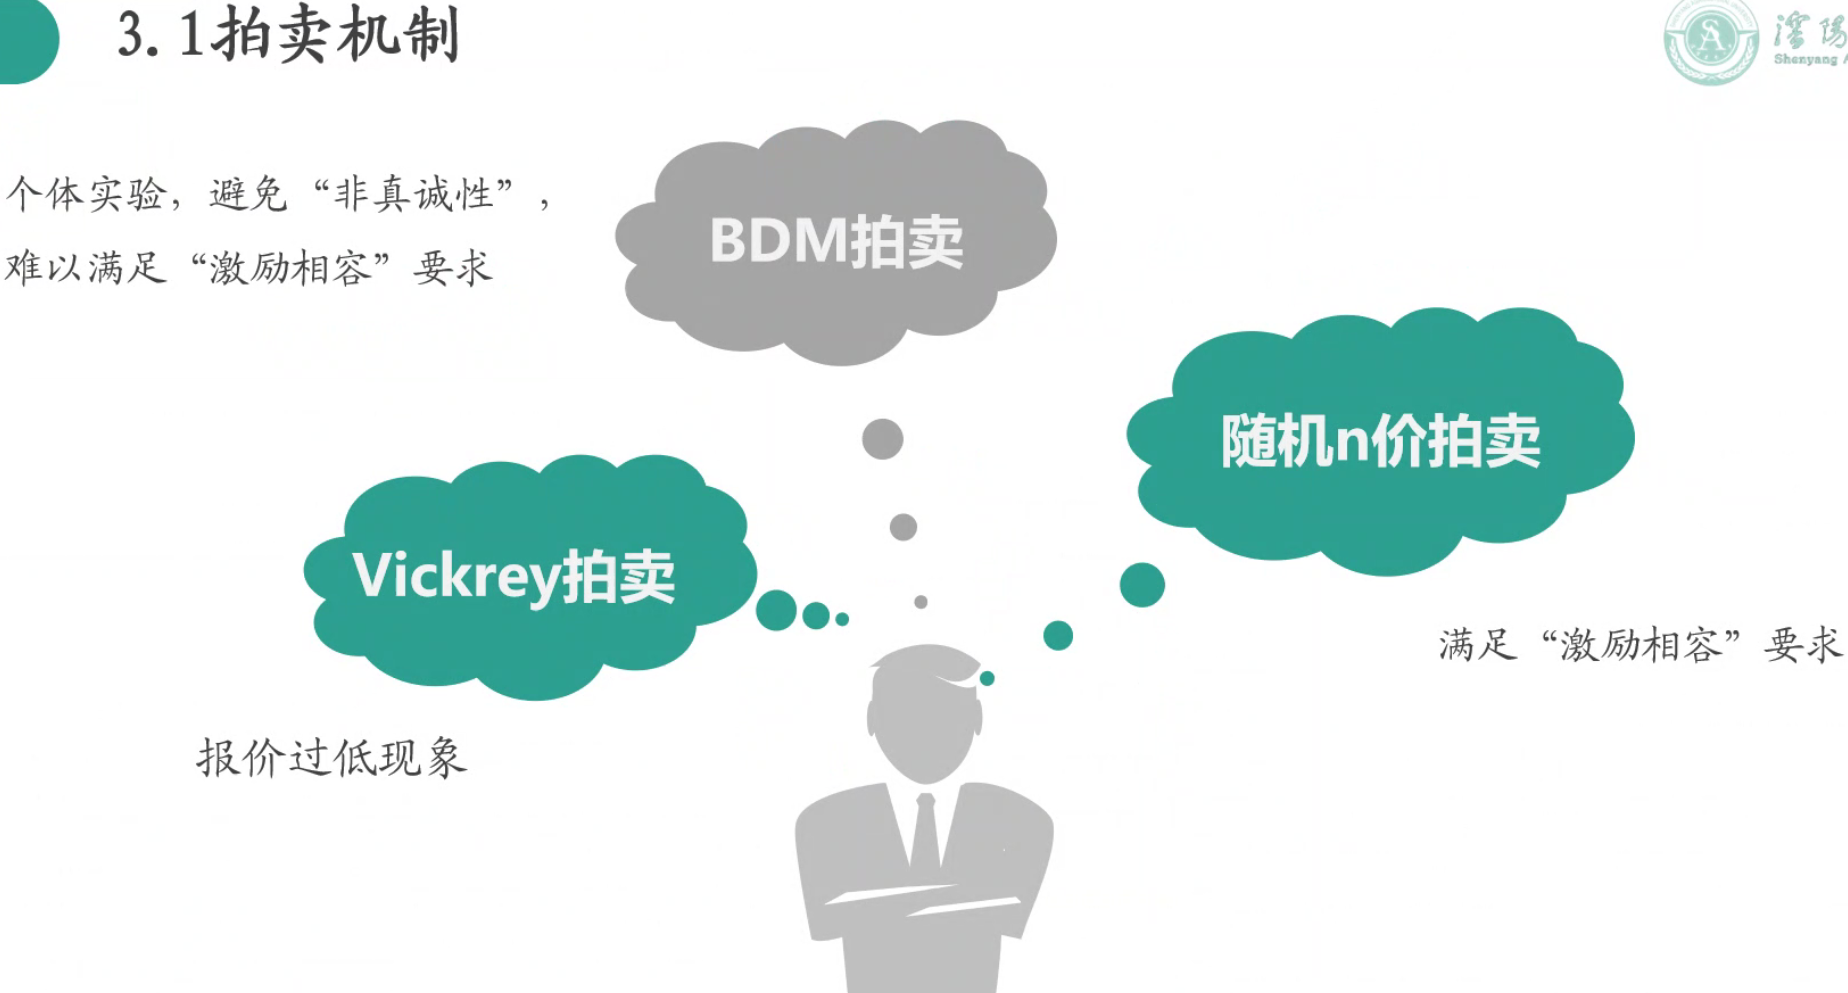 3.1拍卖机制
Shenyang
个体实验，避免“非真诚性”，
难以满足“激励相容”要求
BDM拍卖
随机n价拍卖
Vickrey拍卖
满足“激励相容”要求
报价过低现象